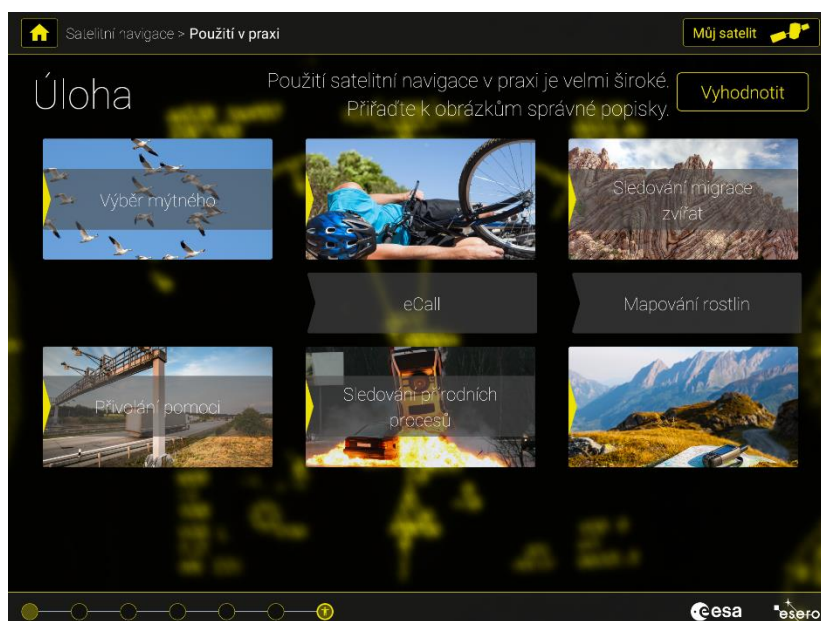 Satelitní navigace > Použití v praxi
Můj satelit
Úloha
Použití satelitní navigace v praxi je velmi široké.
Přiřaďte k obrázkům správné popisky.
Vyhodnotit
Výběr mýtného
Sledování migrace
zvířat
eCall
Mapování rostlin
Přivolání pomoci
Sledování přírodních
procesů
esa
esero